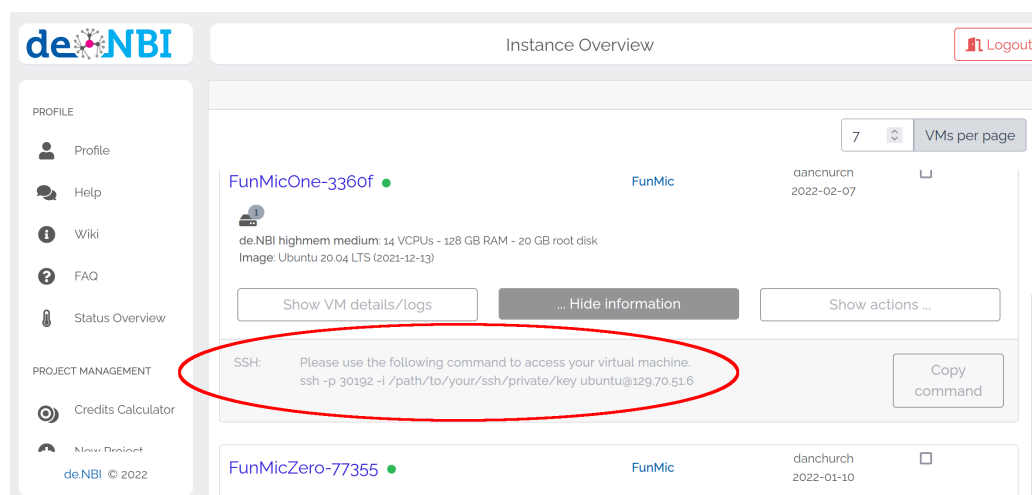 de.NBI
Instance Overview
Logout
PROFILE
Profile
Help
Wiki
FAQ
Status Overview
PROJECT MANAGEMENT
Credits Calculator
New Project
de.NBI © 2022
7
VMs per page
FunMicOne-3360f
FunMic
danchurch
2022-02-07
1
de.NBI highmem medium: 14 VCPUs - 128 GB RAM - 20 GB root disk
Image: Ubuntu 20.04 LTS (2021-12-13)
Show VM details/logs
... Hide information
Show actions ...
SSH:
Please use the following command to access your virtual machine.
ssh -p 30192 -i /path/to/your/ssh/private/key ubuntu@129.70.51.6
Copy
command
FunMicZero-77355
FunMic
danchurch
2022-01-10